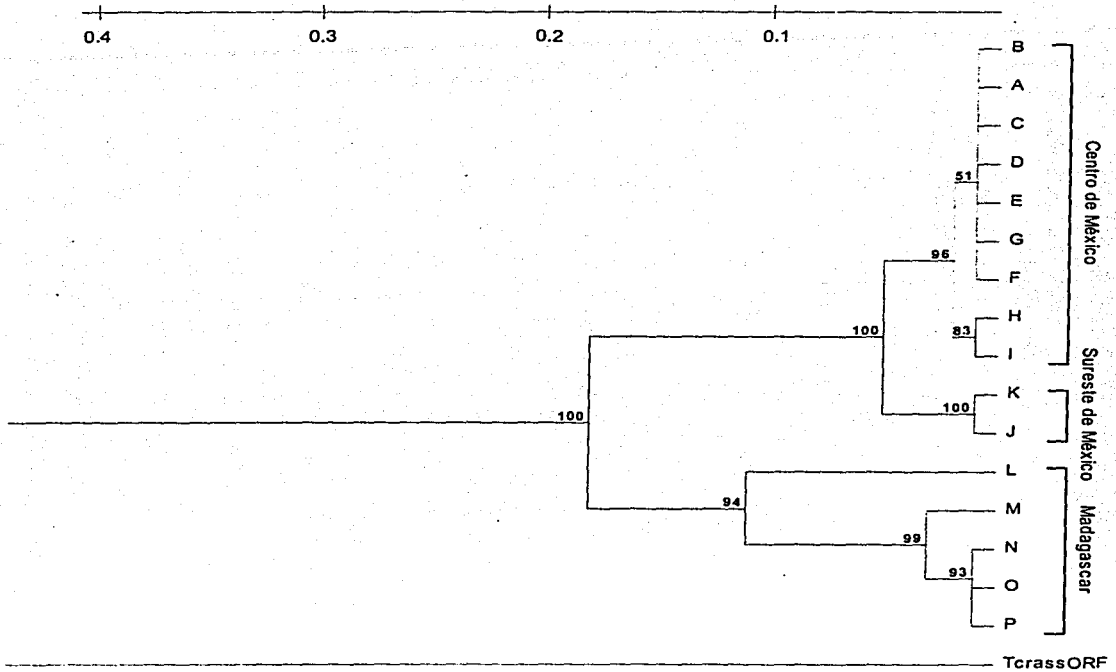 0.4 0.3 0.2 0.1
B
A
C
D
51
E
G
96
F
H
100 83
I
K
100
J
100
L
94
M
99
N
93
O
P
TcrassORF
Centro de México
Sureste de México
Madagascar